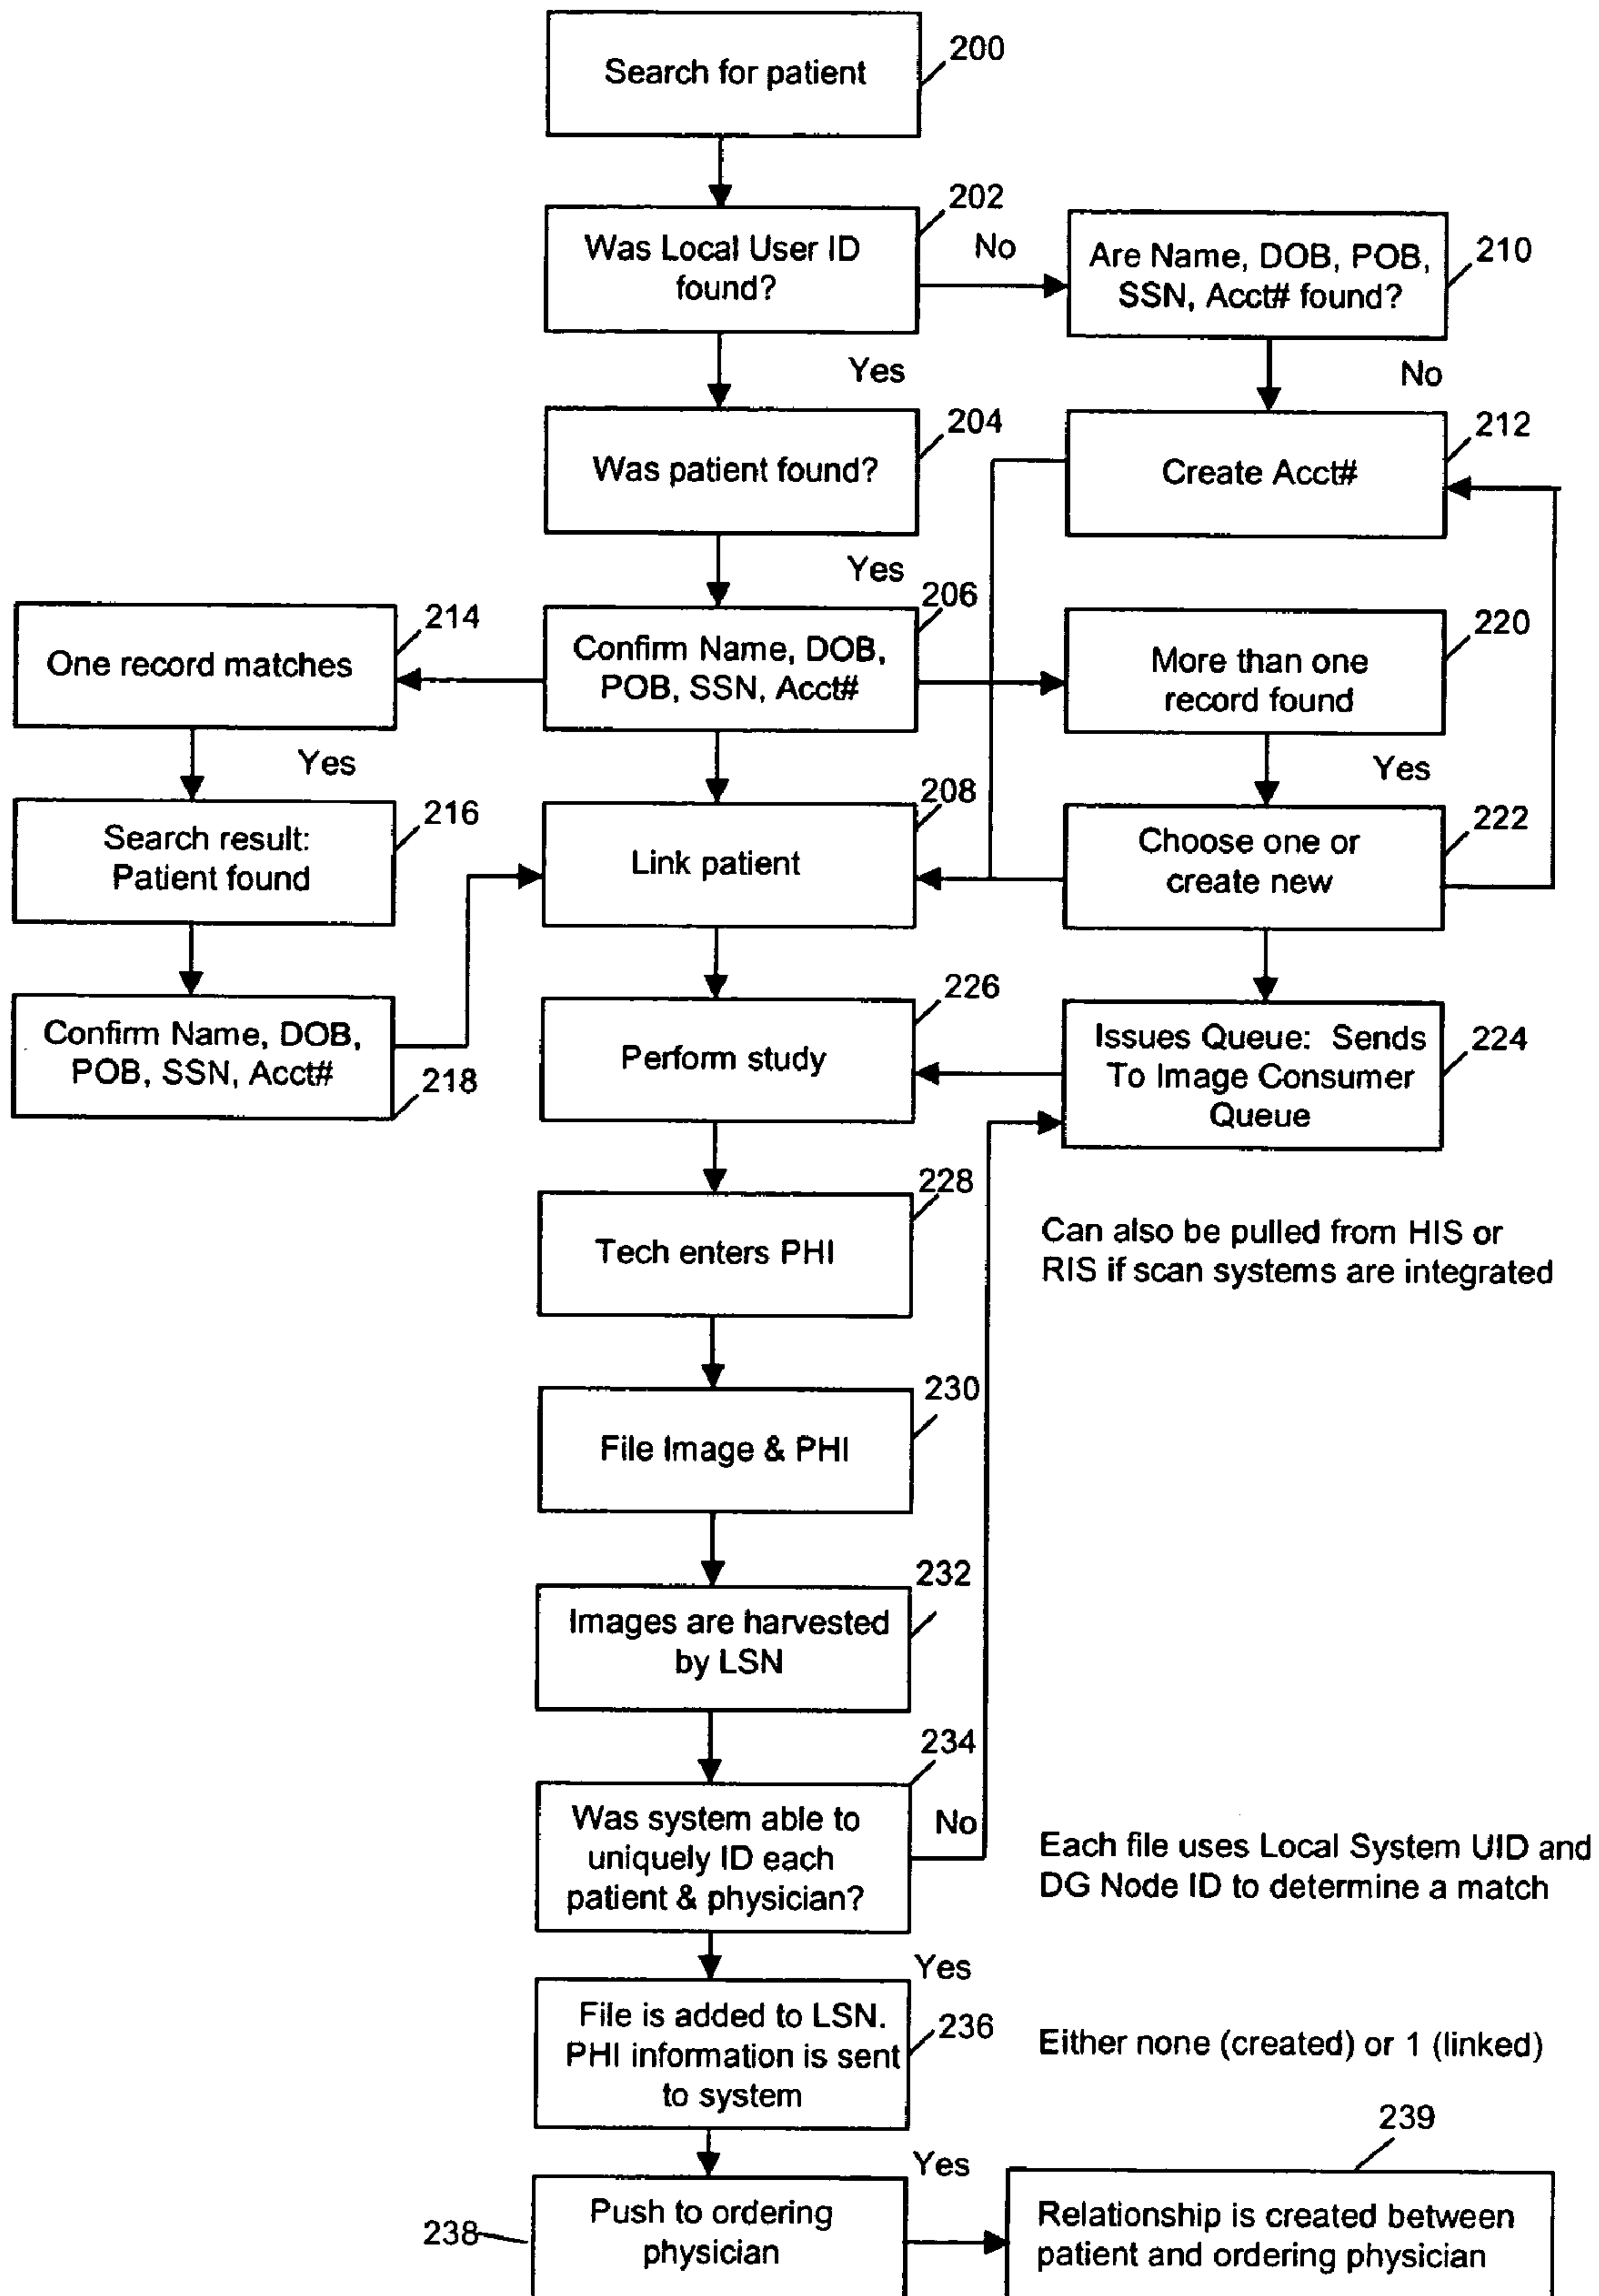 200
Search for patient
202
Was Local User ID
found?
No
Are Name, DOB, POB,
SSN, Acct# found?
210
Yes
No
204
Was patient found?
212
Create Acct#
Yes
214
One record matches
206
Confirm Name, DOB,
POB, SSN, Acct#
220
More than one
record found
Yes
Yes
216
Search result:
Patient found
208
Link patient
222
Choose one or
create new
Confirm Name, DOB,
POB, SSN, Acct#
218
226
Perform study
Issues Queue: Sends
To Image Consumer
Queue
224
228
Tech enters PHI
Can also be pulled from HIS or
RIS if scan systems are integrated
230
File Image & PHI
232
Images are harvested
by LSN
234
Was system able to
uniquely ID each
patient & physician?
No
Each file uses Local System UID and
DG Node ID to determine a match
Yes
File is added to LSN.
PHI information is sent
to system
236
Either none (created) or 1 (linked)
239
Yes
238
Push to ordering
physician
Relationship is created between
patient and ordering physician